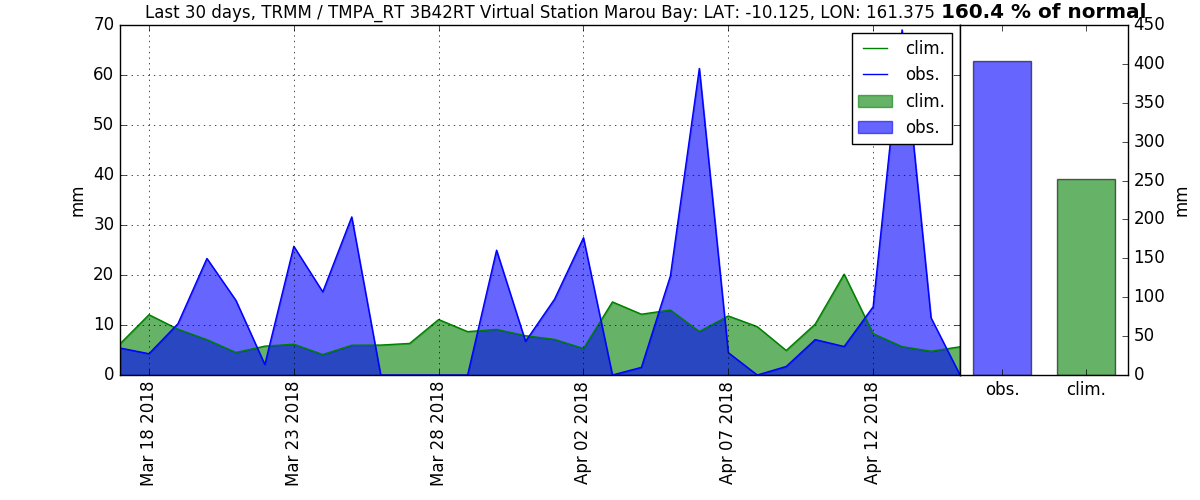 Last 30 days, TRMM / TMPA_RT 3B42RT Virtual Station Marou Bay: LAT: -10.125, LON: 161.375 160.4 % of normal
70
60
50
40
30
20
10
0
mm
clim.
obs.
clim.
obs.
Mar 18 2018
Mar 23 2018
Mar 28 2018
Apr 02 2018
Apr 07 2018
Apr 12 2018
450
400
350
300
250
200
150
100
50
0
mm
obs.
clim.